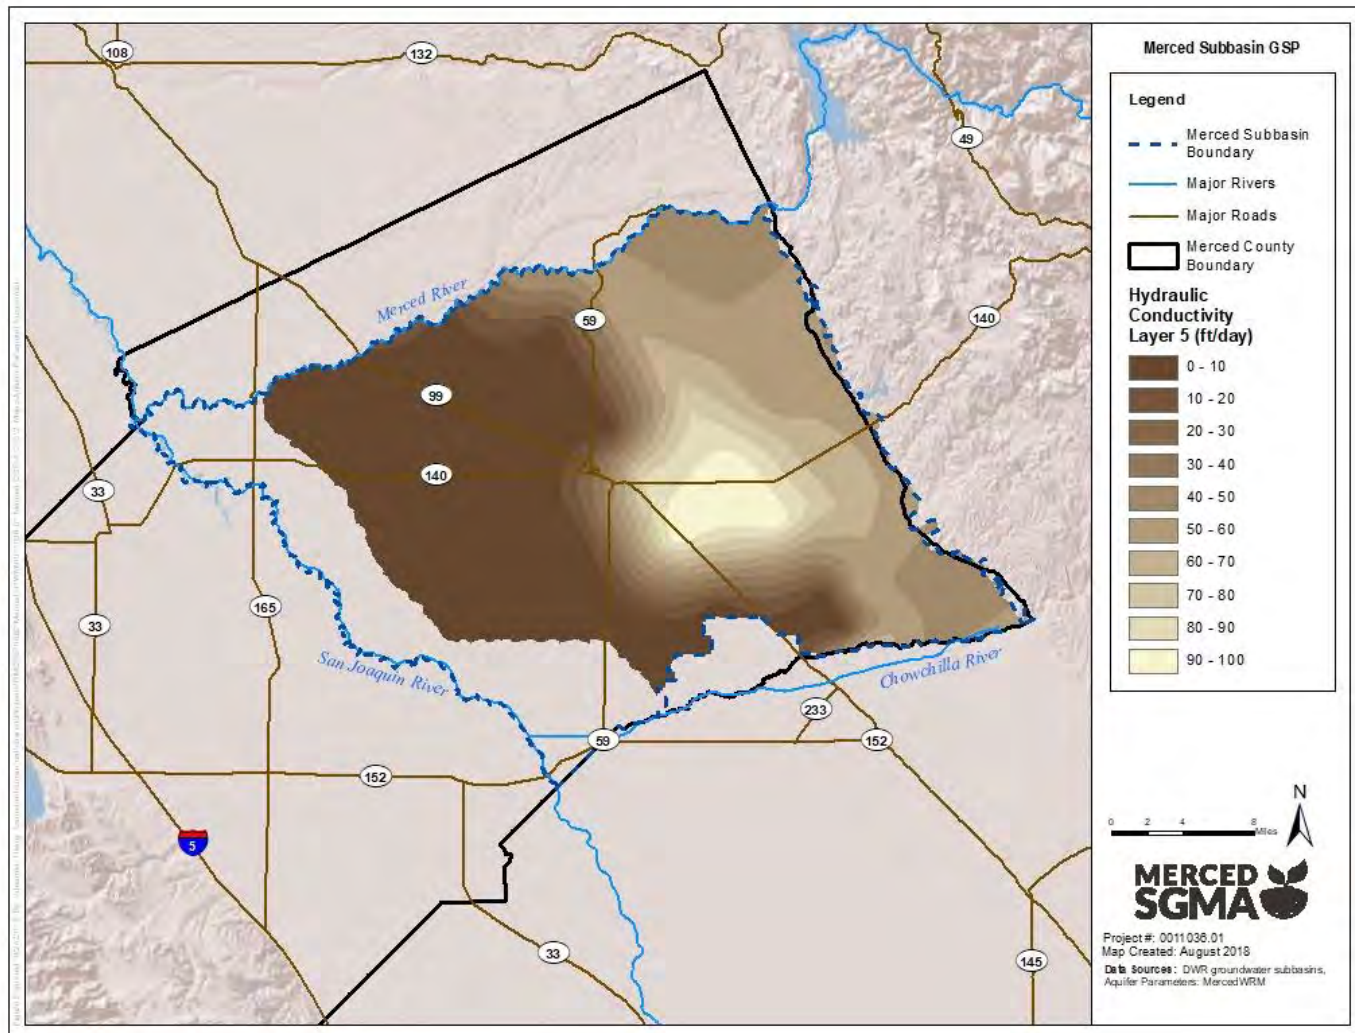 108
132
49
Merced River
59
140
99
140
33
165
33
San Joaquin River
Chowchilla River
233
59
152
152
5
33
145
Merced Subbasin GSP
Legend
Merced Subbasin
Boundary
Major Rivers
Major Roads
Merced County
Boundary
Hydraulic
Conductivity
Layer 5 (ft/day)
0 - 10
10 - 20
20 - 30
30 - 40
40 - 50
50 - 60
60 - 70
70 - 80
80 - 90
90 - 100
N
0 2 4 8
Miles
MERCED
SGMA
Project #: 0011036.01
Map Created: August 2018
Data Sources: DWR groundwater subbasins,
Aquifer Parameters: MercedWRM